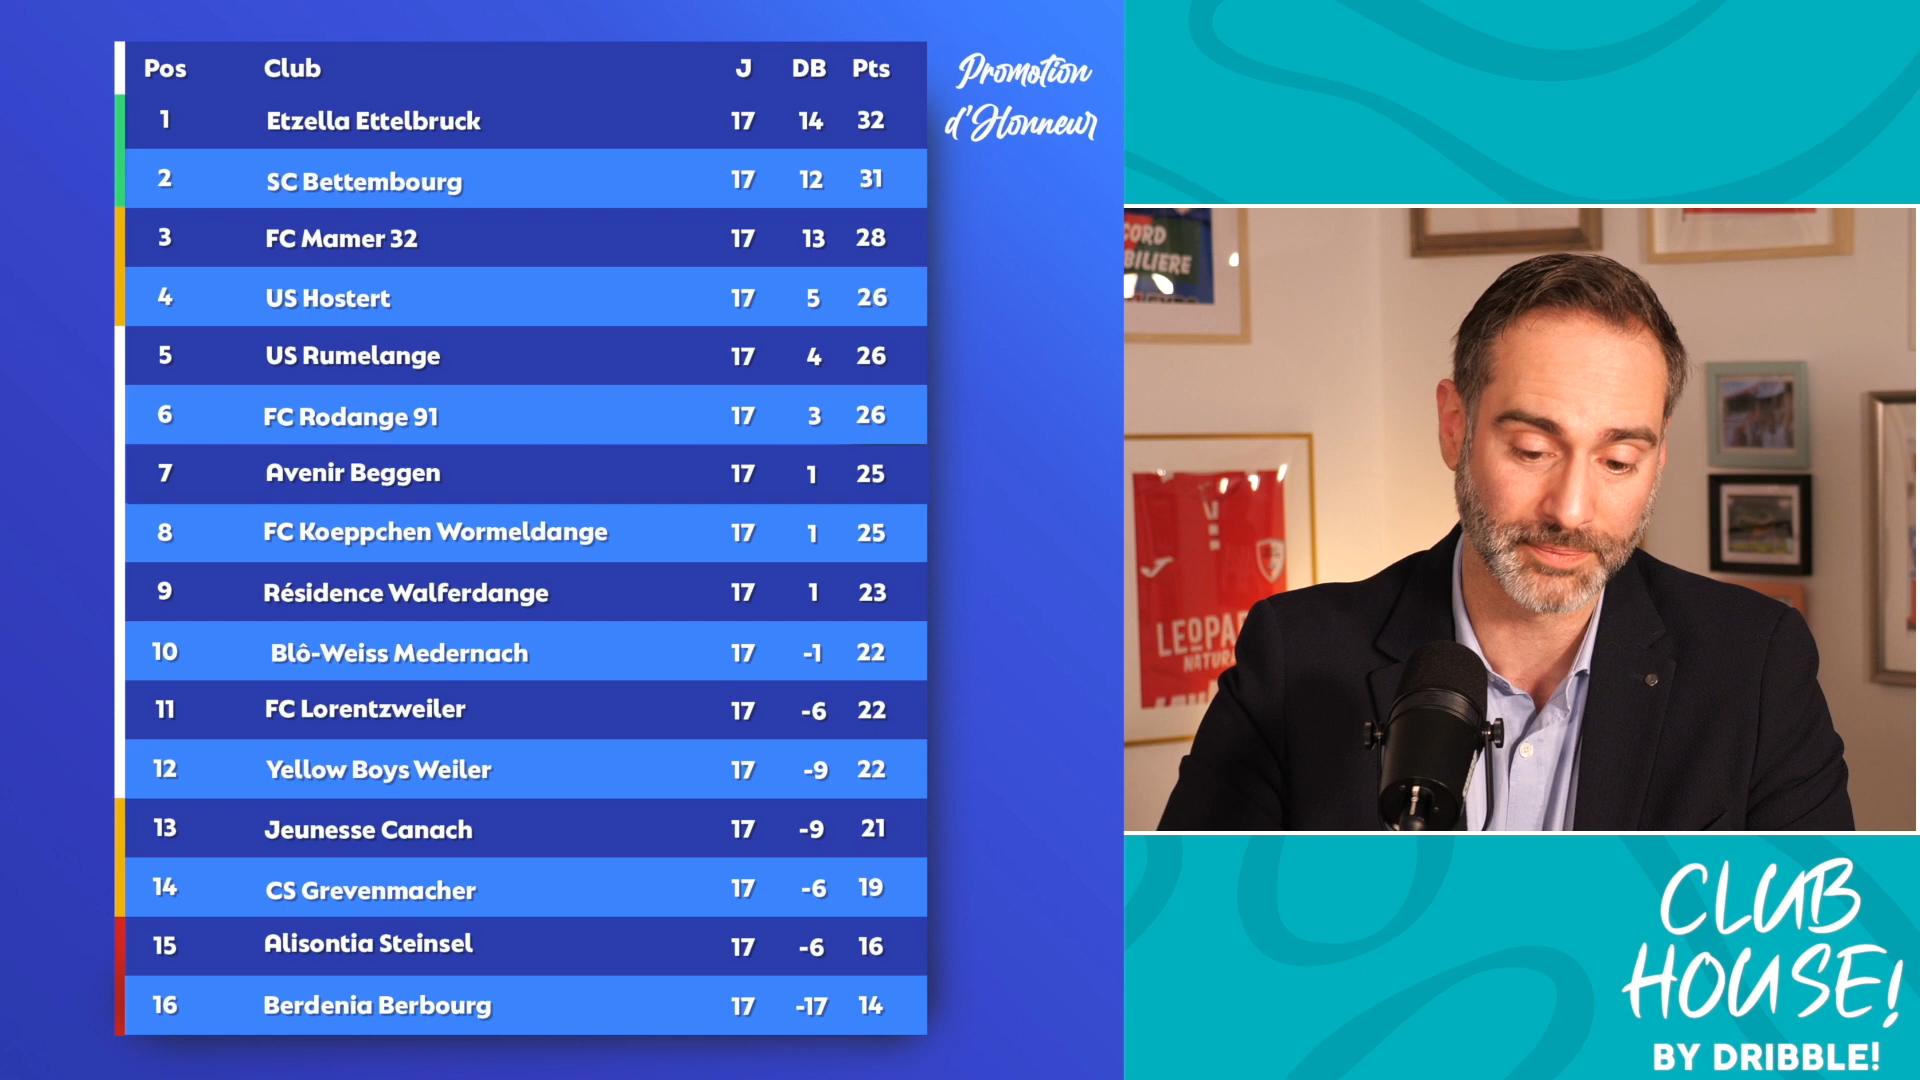 Pos Club J DB Pts
1 Etzella Ettelbruck 17 14 32
2 SC Bettembourg 17 12 31
3 FC Mamer 32 17 13 28
4 US Hostert 17 5 26
5 US Rumelange 17 4 26
6 FC Rodange 91 17 3 26
7 Avenir Beggen 17 1 25
8 FC Koeppchen Wormeldange 17 1 25
9 Résidence Walferdange 17 1 23
10 Blô-Weiss Medernach 17 -1 22
11 FC Lorentzweiler 17 -6 22
12 Yellow Boys Weiler 17 -9 22
13 Jeunesse Canach 17 -9 21
14 CS Grevenmacher 17 -6 19
15 Alisontia Steinsel 17 -6 16
16 Berdenia Berbourg 17 -17 14
Promotion
d'Honneur
CORD
BILIERE
LEOPA
NATUR
CLUB
HOUSE!
BY DRIBBLE!